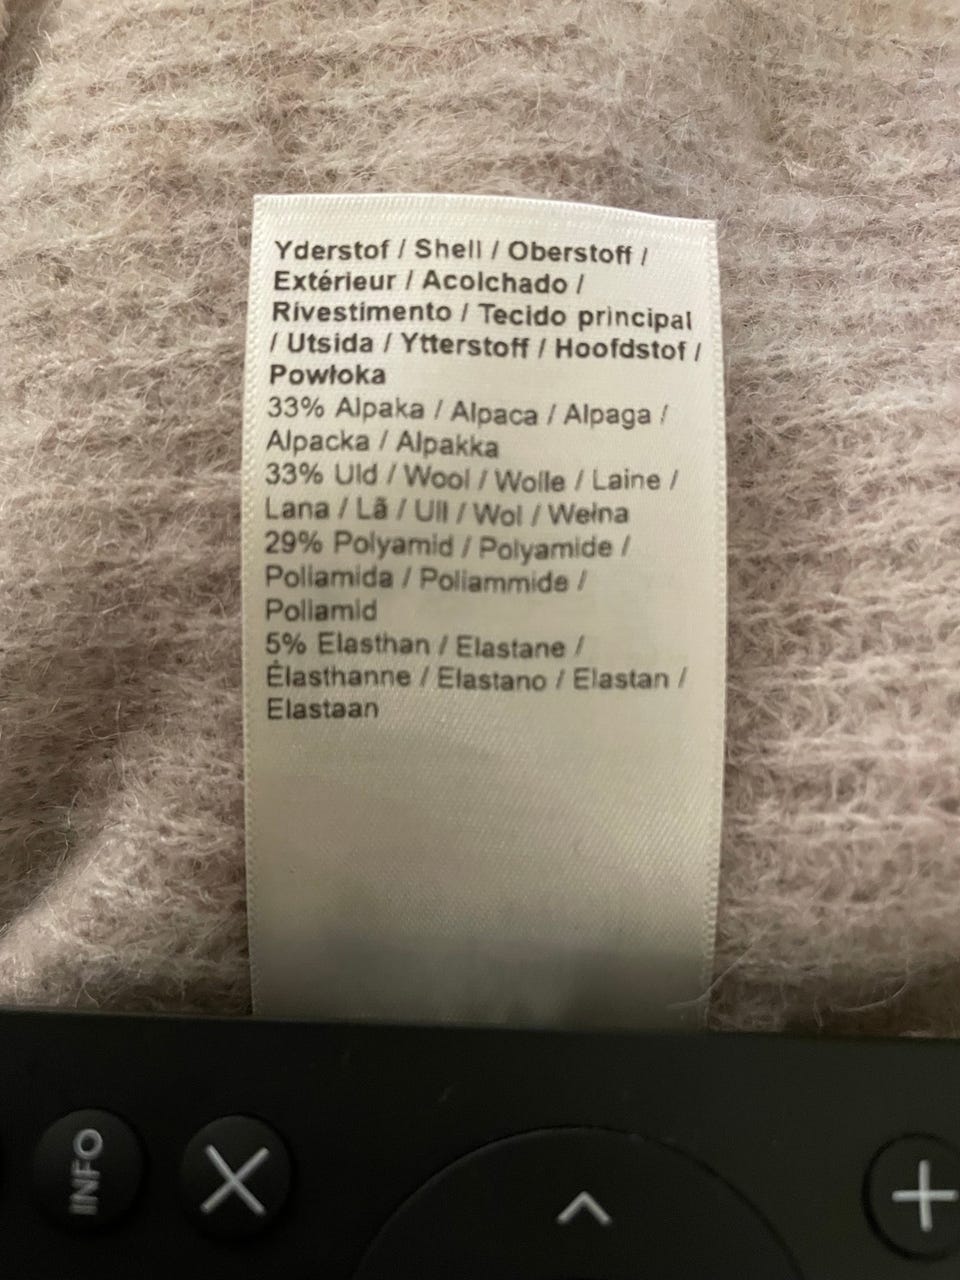 Yderstof / Shell / Oberstoff /
Extérieur / Acolchado /
Rivestimento / Tecido principal
/ Utsida / Ytterstoff / Hoofdstof /
Powłoka
33% Alpaka / Alpaca / Alpaga /
Alpacka / Alpakka
33% Uld / Wool / Wolle / Laine /
Lana / Lã / Ull / Wol / Wełna
29% Polyamid / Polyamide /
Poliamida / Poliammide /
Poliamid
5% Elasthan / Elastane /
Élasthanne / Elastano / Elastan /
Elastaan
INFO